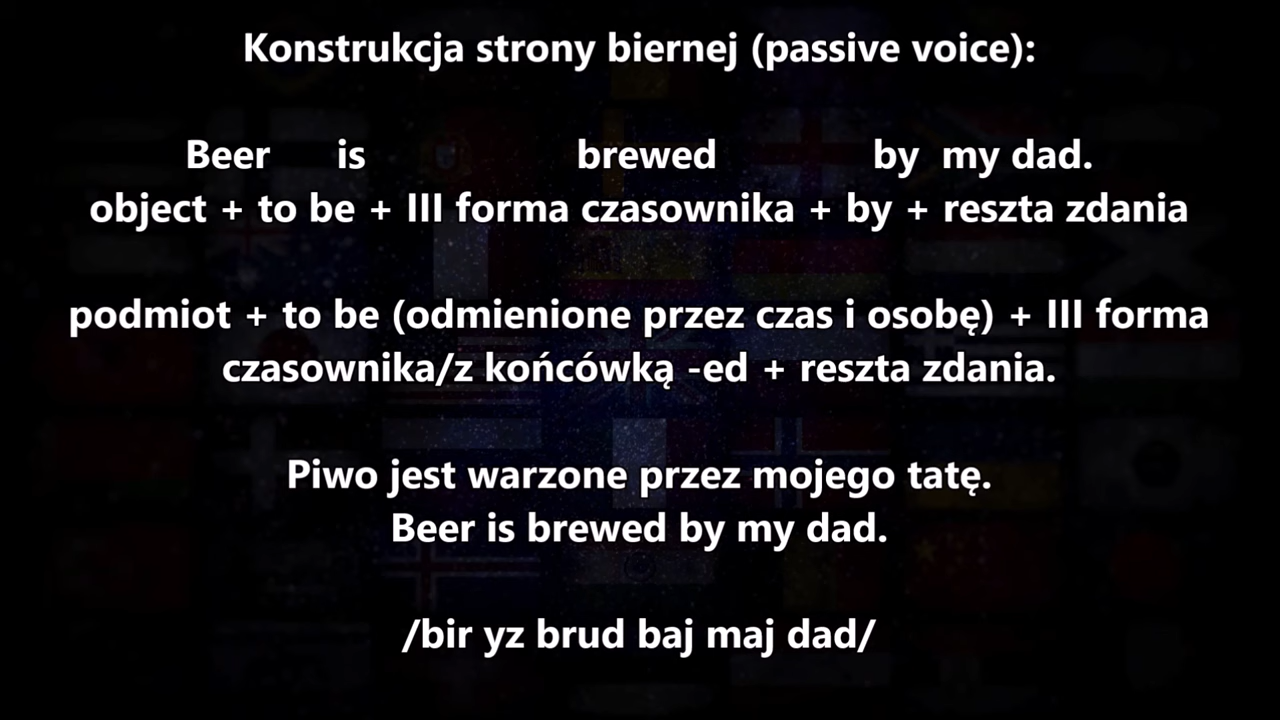 Konstrukcja strony biernej (passive voice):
Beer is brewed by my dad.
object + to be + III forma czasownika + by + reszta zdania
podmiot + to be (odmienione przez czas i osobę) + III forma
czasownika/z końcówką -ed + reszta zdania.
Piwo jest warzone przez mojego tatę.
Beer is brewed by my dad.
/bir yz brud baj maj dad/